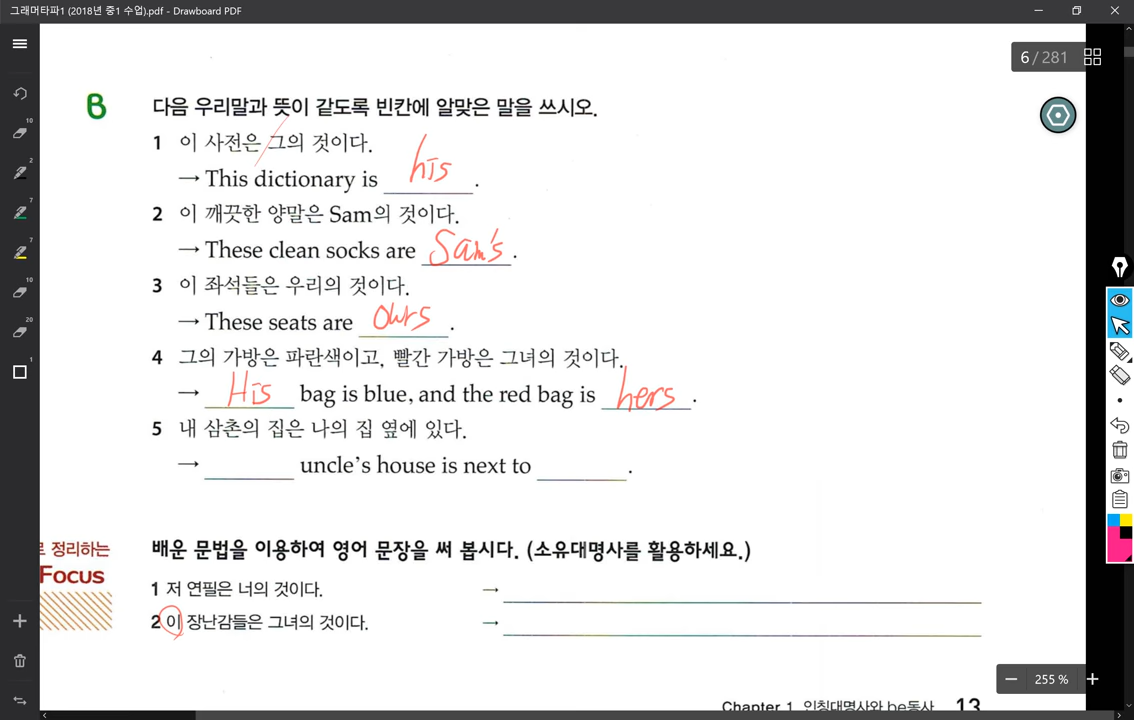 그래머타파1 (2018년 중1 수업).pdf - Drawboard PDF
6 / 281
B 다음 우리말과 뜻이 같도록 빈칸에 알맞은 말을 쓰시오.
1 이 사전은 그의 것이다.
→ This dictionary is his .
2 이 깨끗한 양말은 Sam의 것이다.
→ These clean socks are Sam's .
3 이 좌석들은 우리의 것이다.
→ These seats are ours .
4 그의 가방은 파란색이고, 빨간 가방은 그녀의 것이다.
→ His bag is blue, and the red bag is hers .
5 내 삼촌의 집은 나의 집 옆에 있다.
→ uncle's house is next to .
정리하는
Focus
배운 문법을 이용하여 영어 문장을 써 봅시다. (소유대명사를 활용하세요.)
1 저 연필은 너의 것이다. →
2 이 장난감들은 그녀의 것이다. →
Chapter 1 인칭대명사와 be동사 13
255 %
10
2
7
7
10
20
1